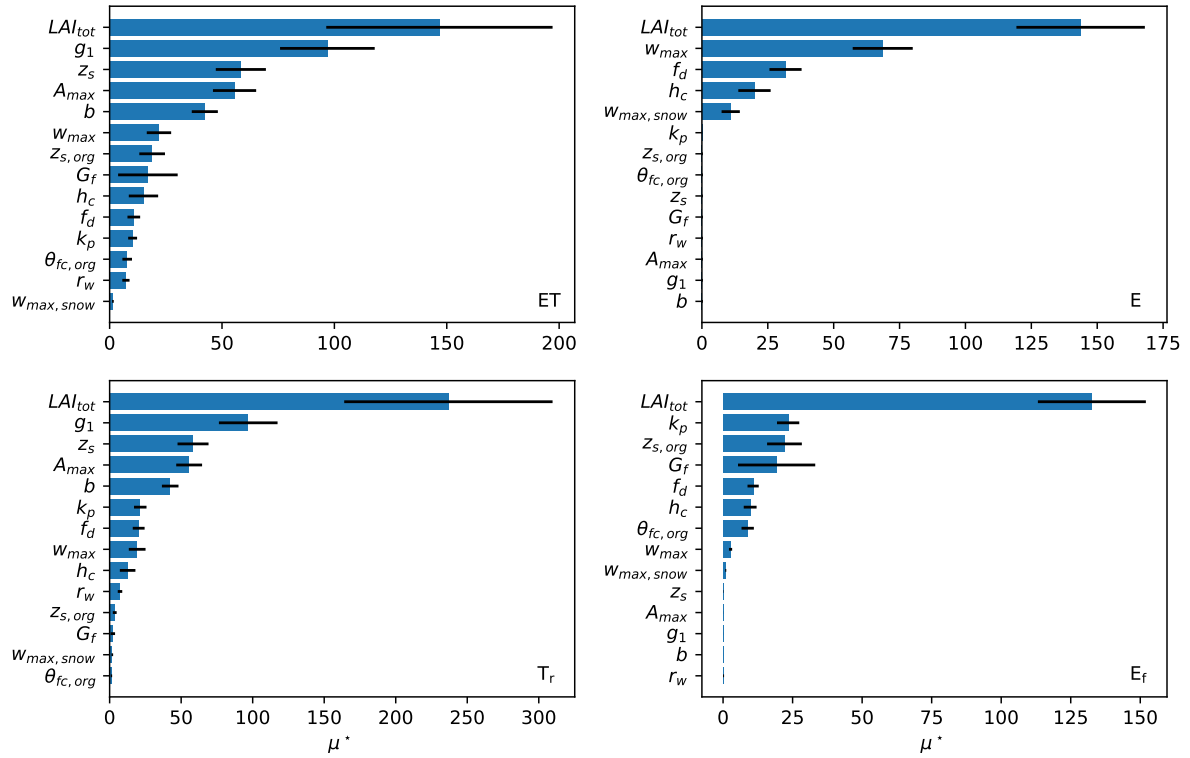 LAI_tot
g_1
z_s
A_max
b
w_max
z_s,org
G_f
h_c
f_d
k_p
θ_fc,org
r_w
w_max,snow
ET
0 50 100 150 200
LAI_tot
w_max
f_d
h_c
w_max,snow
k_p
z_s,org
θ_fc,org
z_s
G_f
r_w
A_max
g_1
b
E
0 25 50 75 100 125 150 175
LAI_tot
g_1
z_s
A_max
b
k_p
f_d
w_max
h_c
r_w
z_s,org
G_f
w_max,snow
θ_fc,org
T_r
0 50 100 150 200 250 300
μ*
LAI_tot
k_p
z_s,org
G_f
f_d
h_c
θ_fc,org
w_max
w_max,snow
z_s
A_max
g_1
b
r_w
E_f
0 25 50 75 100 125 150
μ*